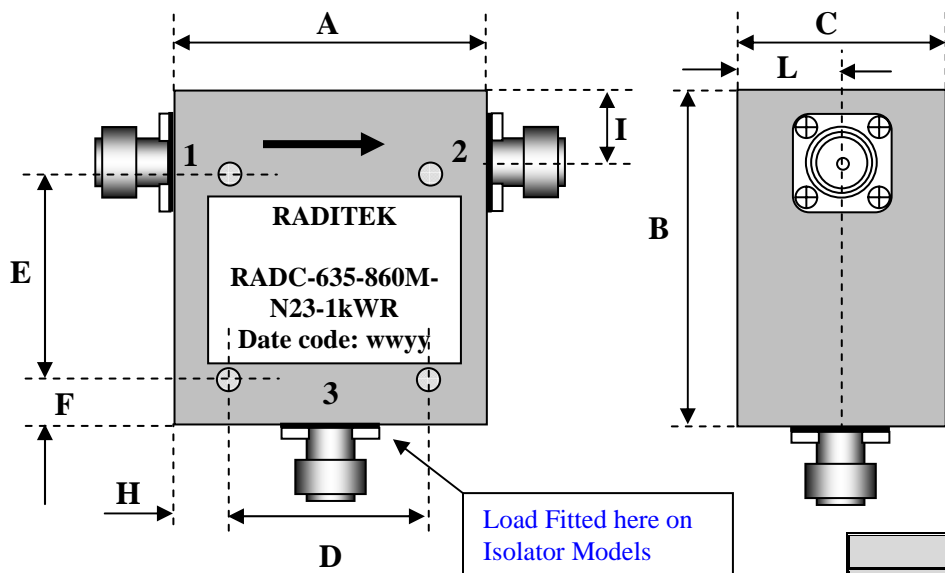 A
C
L
I
1
2
RADITEK
B
E
RADC-635-860M-
N23-1kWR
Date code: wwyy
3
F
H
D
Load Fitted here on
Isolator Models